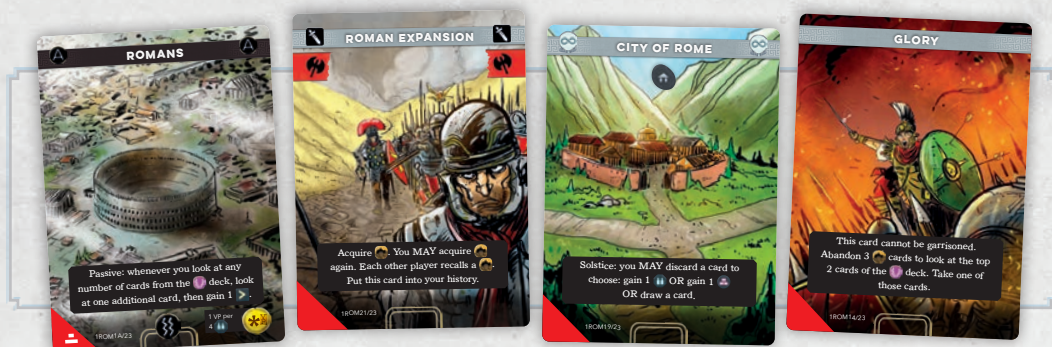 ROMANS
Passive: whenever you look at any
number of cards from the deck, look
at one additional card, then gain 1 .
1ROM1A/23
1 VP per
4
ROMAN EXPANSION
Acquire . You MAY acquire
again. Each other player recalls a .
Put this card into your history.
1ROM21/23
CITY OF ROME
Solstice: you MAY discard a card to
choose: gain 1 OR gain 1
OR draw a card.
1ROM19/23
GLORY
This card cannot be garrisoned.
Abandon 3 cards to look at the top
2 cards of the deck. Take one of
those cards.
1ROM14/23